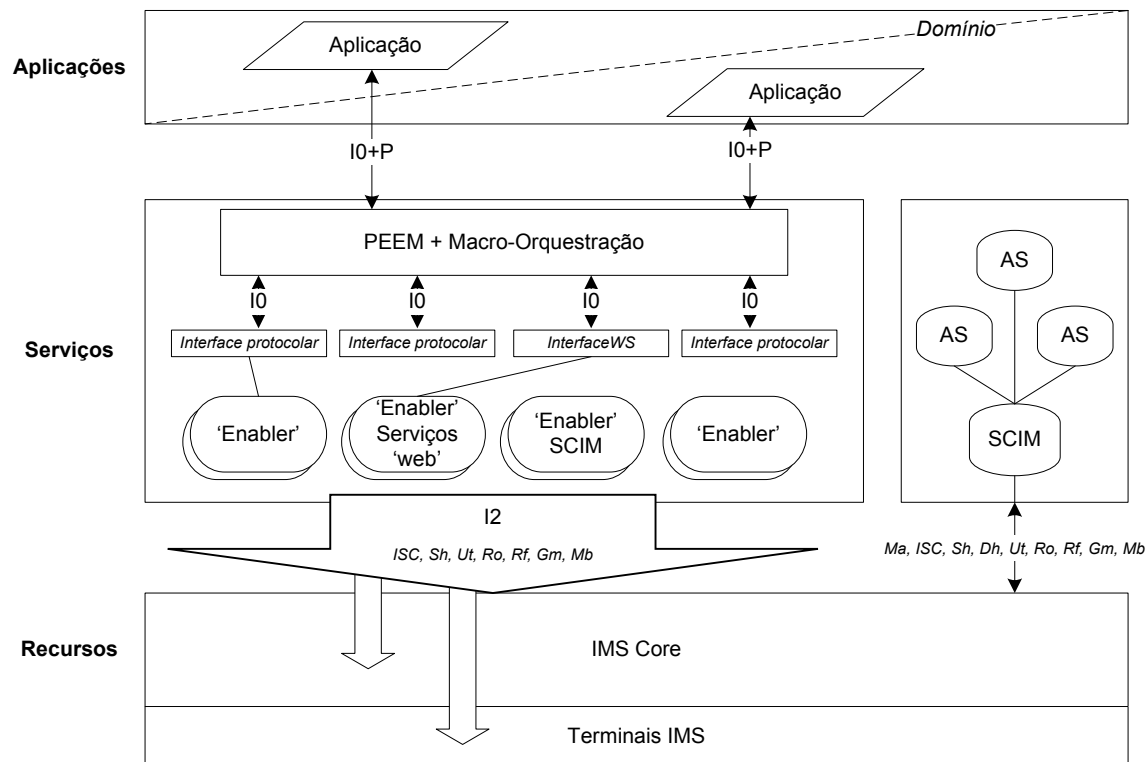 Domínio
Aplicação
Aplicações
Aplicação
I0+P
I0+P
PEEM + Macro-Orquestração
I0
I0
I0
I0
Interface protocolar
Interface protocolar
InterfaceWS
Interface protocolar
Serviços
‘Enabler’
‘Enabler’
Serviços
‘web’
‘Enabler’
SCIM
‘Enabler’
AS
AS
AS
SCIM
I2
ISC, Sh, Ut, Ro, Rf, Gm, Mb
Ma, ISC, Sh, Dh, Ut, Ro, Rf, Gm, Mb
Recursos
IMS Core
Terminais IMS